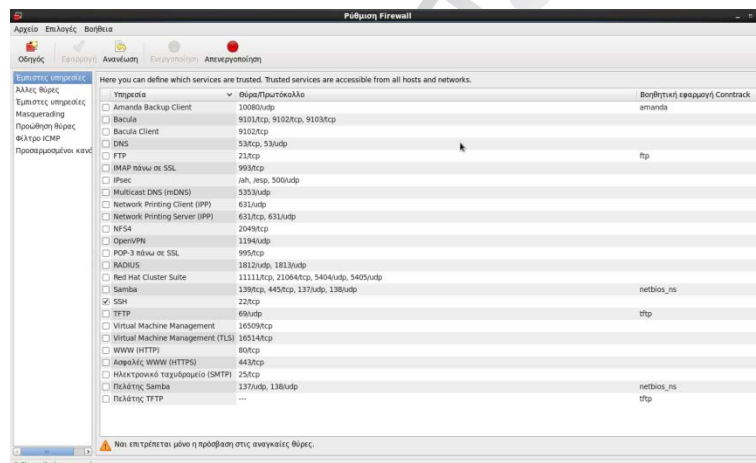 Ρύθμιση Firewall
Αρχείο Επιλογές Βοήθεια
Οδηγός Εφαρμογή Ανανέωση Ενεργοποίηση Απενεργοποίηση
Έμπιστες υπηρεσίες
Άλλες θύρες
Έμπιστες υπηρεσίες
Masquerading
Προώθηση θύρας
Φίλτρο ICMP
Προσαρμοσμένοι κανό
Here you can define which services are trusted. Trusted services are accessible from all hosts and networks.
Υπηρεσία Θύρα/Πρωτόκολλο Βοηθητική εφαρμογή Conntrack
Amanda Backup Client 10080/udp amanda
Bacula 9101/tcp, 9102/tcp, 9103/tcp
Bacula Client 9102/tcp
DNS 53/tcp, 53/udp
FTP 21/tcp ftp
IMAP πάνω σε SSL 993/tcp
IPsec /ah, /esp, 500/udp
Multicast DNS (mDNS) 5353/udp
Network Printing Client (IPP) 631/udp
Network Printing Server (IPP) 631/tcp, 631/udp
NFS4 2049/tcp
OpenVPN 1194/udp
POP-3 πάνω σε SSL 995/tcp
RADIUS 1812/udp, 1813/udp
Red Hat Cluster Suite 11111/tcp, 21064/tcp, 5404/udp, 5405/udp
Samba 139/tcp, 445/tcp, 137/udp, 138/udp netbios_ns
SSH 22/tcp
TFTP 69/udp tftp
Virtual Machine Management 16509/tcp
Virtual Machine Management (TLS) 16514/tcp
WWW (HTTP) 80/tcp
Ασφαλές WWW (HTTPS) 443/tcp
Ηλεκτρονικό ταχυδρομείο (SMTP) 25/tcp
Πελάτης Samba 137/udp, 138/udp netbios_ns
Πελάτης TFTP --- tftp
Ναι επιτρέπεται μόνο η πρόσβαση στις αναγκαίες θύρες.